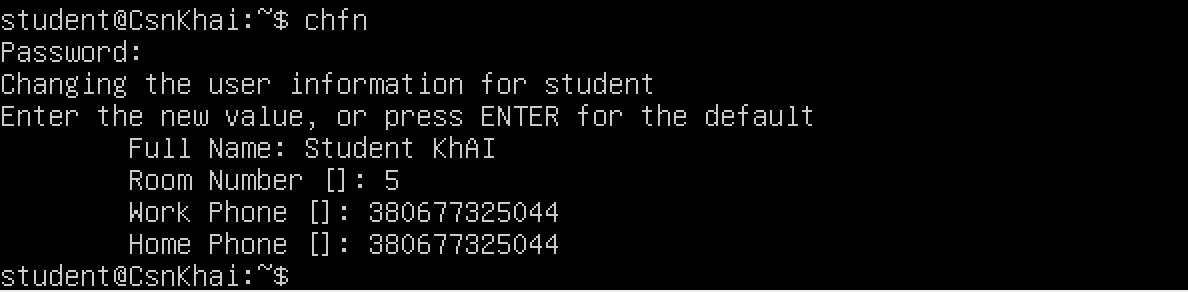 student@CsnKhai:~$ chfn
Password:
Changing the user information for student
Enter the new value, or press ENTER for the default
Full Name: Student KhAI
Room Number []: 5
Work Phone []: 380677325044
Home Phone []: 380677325044
student@CsnKhai:~$